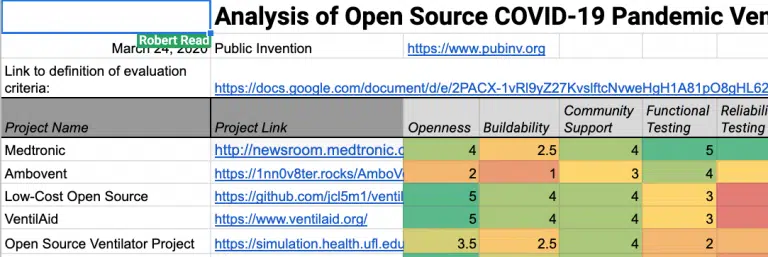 Analysis of Open Source COVID-19 Pandemic Ven
Robert Read
March 24, 2020 Public Invention https://www.pubinv.org
Link to definition of evaluation
criteria: https://docs.google.com/document/d/e/2PACX-1vRl9yZ27KvslftcNvweHgH1A81pO8gHL62
Community Functional Reliabili
Project Name Project Link Openness Buildability Support Testing Testing
Medtronic http://newsroom.medtronic.c 4 2.5 4 5
Ambovent https://1nn0v8ter.rocks/AmboV 2 1 3 4
Low-Cost Open Source https://github.com/jcl5m1/ventil 5 4 4 3
VentilAid https://www.ventilaid.org/ 5 4 4 3
Open Source Ventilator Project https://simulation.health.ufl.edu 3.5 2.5 4 2